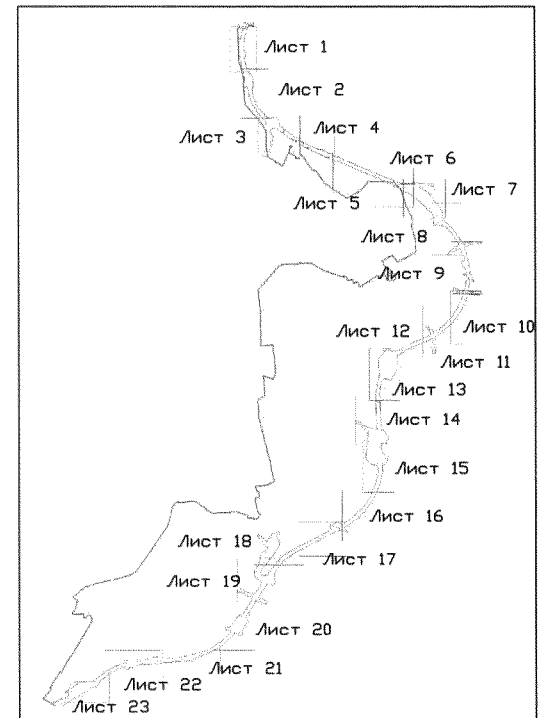 Лист 1
Лист 2
Лист 3
Лист 4
Лист 5
Лист 6
Лист 7
Лист 8
Лист 9
Лист 10
Лист 11
Лист 12
Лист 13
Лист 14
Лист 15
Лист 16
Лист 17
Лист 18
Лист 19
Лист 20
Лист 21
Лист 22
Лист 23